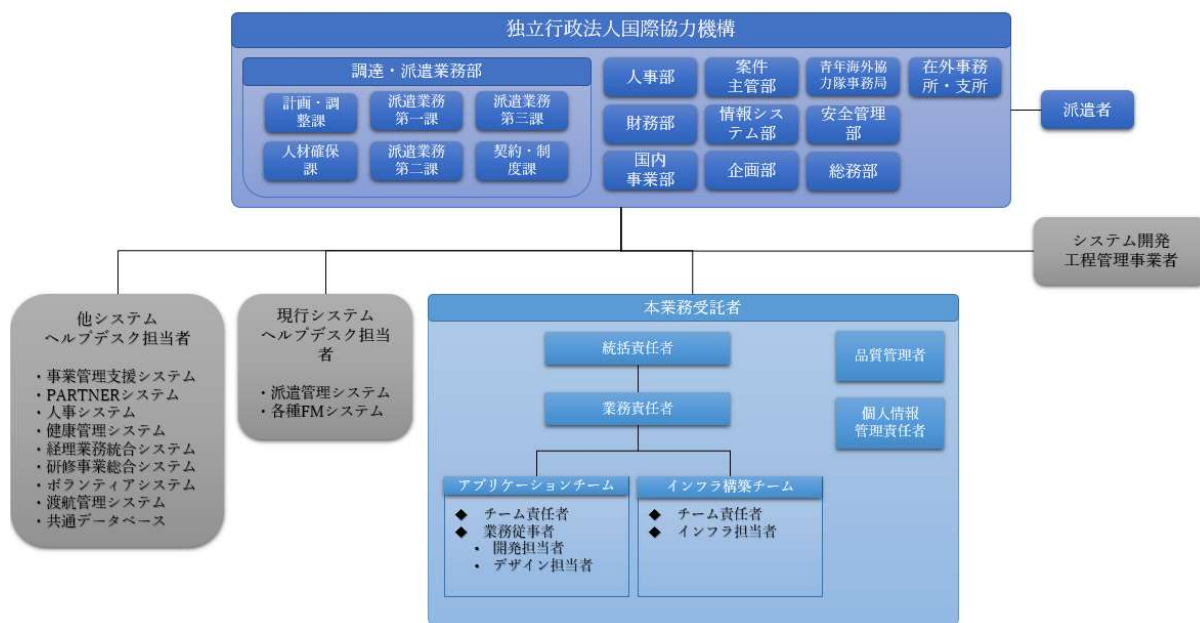 独立行政法人国際協力機構
調達・派遣業務部
計画・調
整課
派遣業務
第一課
派遣業務
第三課
人材確保
課
派遣業務
第二課
契約・制
度課
人事部
案件
主管部
青年海外協
力隊事務局
在外事務
所・支所
財務部
情報シス
テム部
安全管理
部
国内
事業部
企画部
総務部
派遣者
システム開発
工程管理事業者
他システム
ヘルプデスク担当者
・事業管理支援システム
・PARTNERシステム
・人事システム
・健康管理システム
・経理業務統合システム
・研修事業総合システム
・ボランティアシステム
・渡航管理システム
・共通データベース
現行システム
ヘルプデスク担当
者
・派遣管理システム
・各種FMシステム
本業務受託者
統括責任者
業務責任者
品質管理者
個人情報
管理責任者
アプリケーションチーム
◆ チーム責任者
◆ 業務従事者
• 開発担当者
• デザイン担当者
インフラ構築チーム
◆ チーム責任者
◆ インフラ担当者